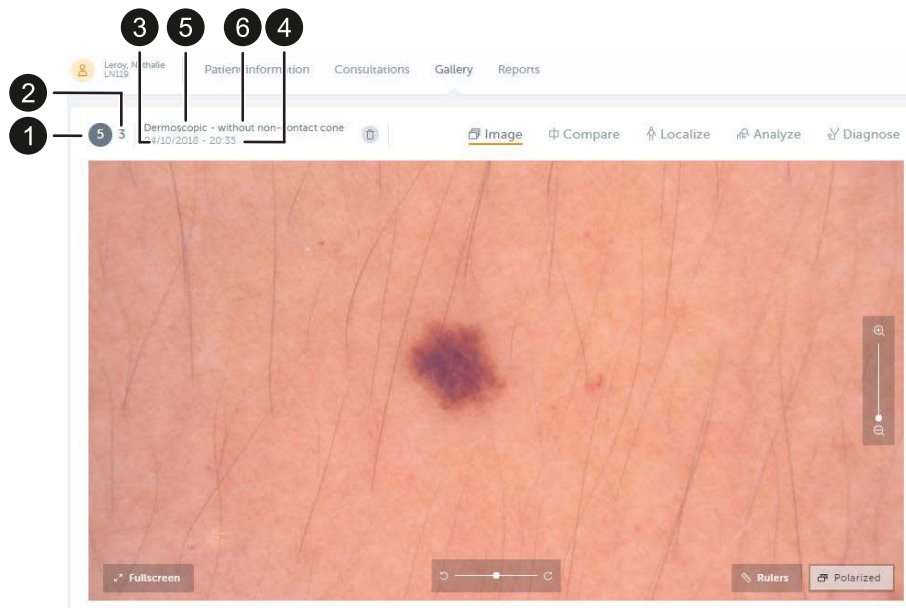 3 5 6 4
Leroy, Nathalie
LN119
Patient information Consultations Gallery Reports
2
1
5 3 Dermoscopic - without non-contact cone
24/10/2018 - 20:35
Image Compare Localize Analyze Diagnose
Fullscreen
Rulers Polarized